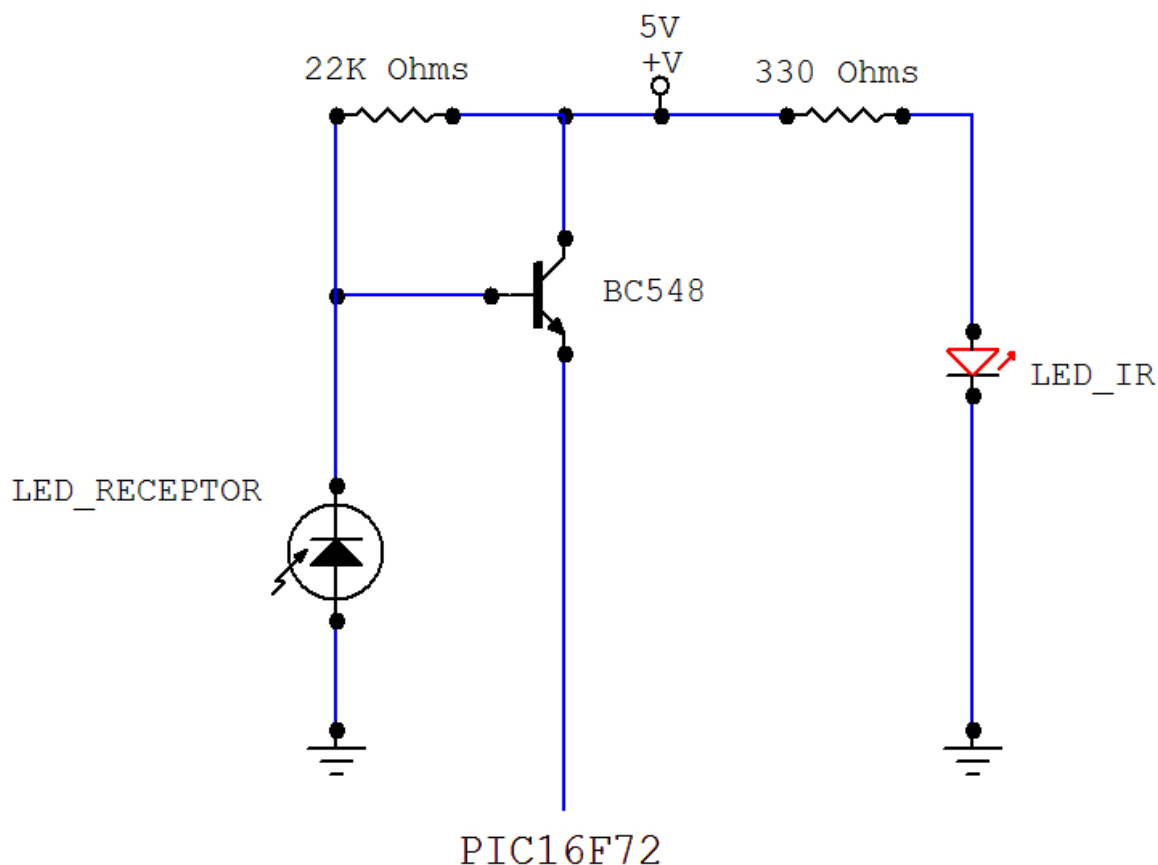 5V
+V
22K Ohms
330 Ohms
BC548
LED_IR
LED_RECEPTOR
PIC16F72